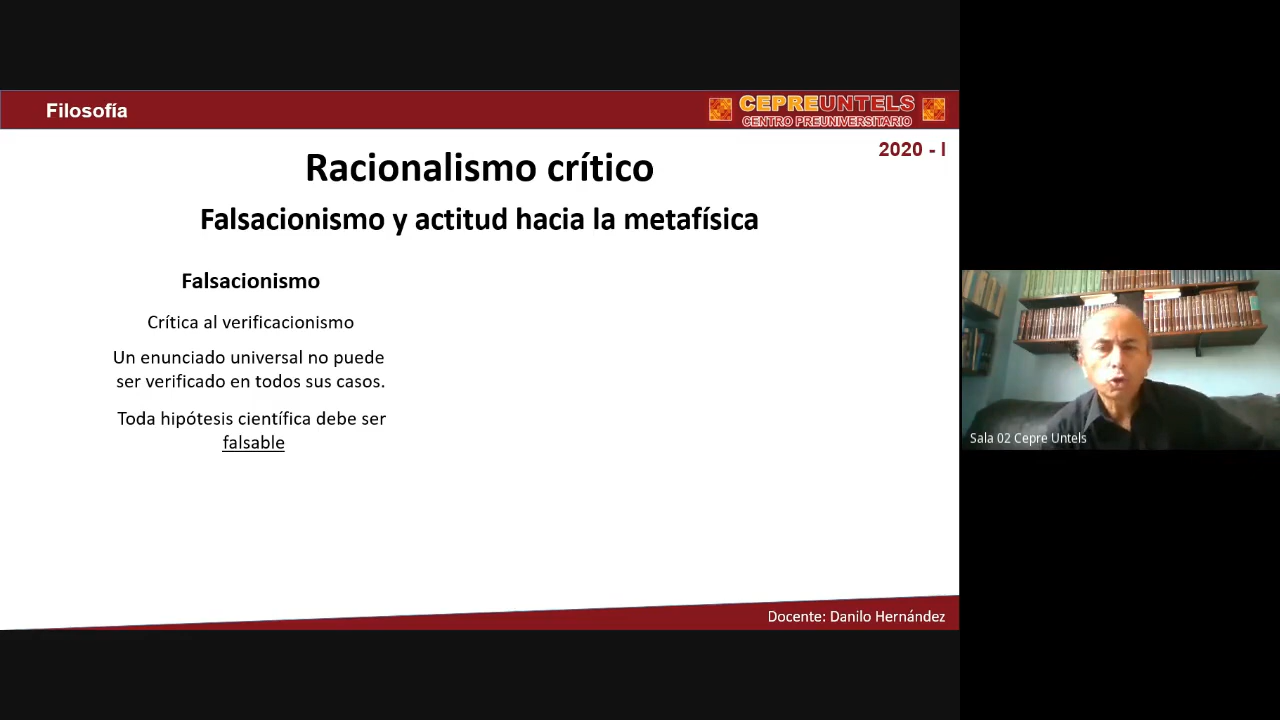 Filosofía
CEPREUNTELS
CENTRO PREUNIVERSITARIO
2020 - I
Racionalismo crítico
Falsacionismo y actitud hacia la metafísica
Falsacionismo
Crítica al verificacionismo
Un enunciado universal no puede
ser verificado en todos sus casos.
Toda hipótesis científica debe ser
falsable
Sala 02 Cepre Untels
Docente: Danilo Hernández